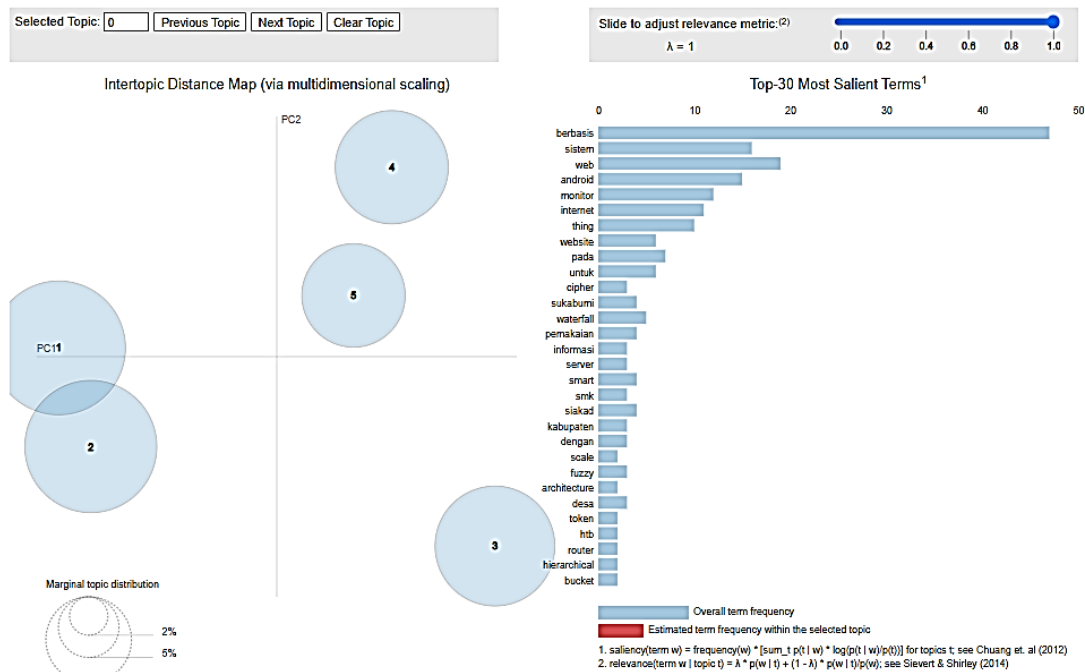 Selected Topic: 0 Previous Topic Next Topic Clear Topic
Slide to adjust relevance metric:(2)
λ = 1
0.0 0.2 0.4 0.6 0.8 1.0
Intertopic Distance Map (via multidimensional scaling)
PC2
4
5
PC1
1
2
3
Marginal topic distribution
2%
5%
Top-30 Most Salient Terms1
0 10 20 30 40 50
berbasis
sistem
web
android
monitor
internet
thing
website
pada
untuk
cipher
sukabumi
waterfall
pemakaian
informasi
server
smart
smk
siakad
kabupaten
dengan
scale
fuzzy
architecture
desa
token
htb
router
hierarchical
bucket
Overall term frequency
Estimated term frequency within the selected topic
1. saliency(term w) = frequency(w) * [sum_t p(t | w) * log(p(t | w)/p(t))] for topics t; see Chuang et. al (2012)
2. relevance(term w | topic t) = λ * p(w | t) + (1 - λ) * p(w | t)/p(w); see Sievert & Shirley (2014)